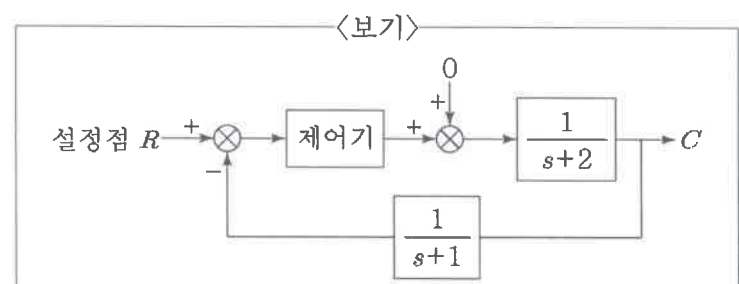 〈보기〉
0
+
설정점 R + 제어기 + 1/(s+2) C
−
1/(s+1)